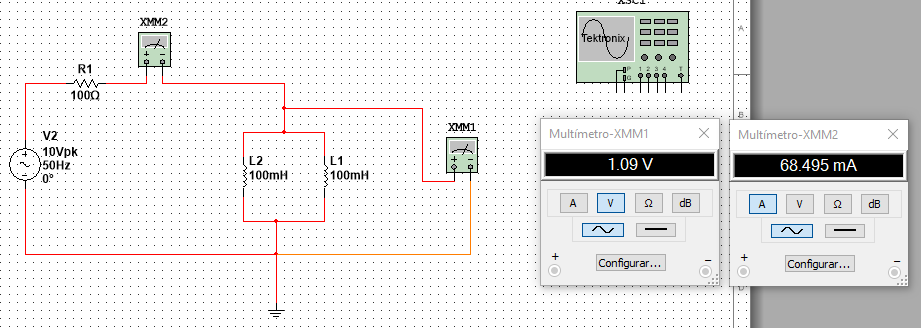 XSC1
Tektronix
P
G
1 2 3 4
T
XMM2
+ -
R1
100Ω
V2
10Vpk
50Hz
0°
L2
100mH
L1
100mH
XMM1
+ -
Multímetro-XMM1
1.09 V
A V Ω dB
Configurar...
+ −
Multímetro-XMM2
68.495 mA
A V Ω dB
Configurar...
+ −
A